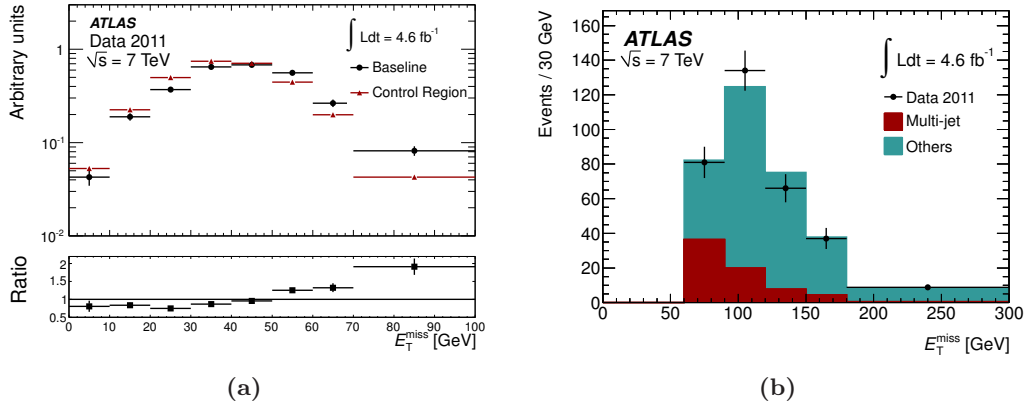 ATLAS
Data 2011
√s = 7 TeV
∫ Ldt = 4.6 fb⁻¹
Baseline
Control Region
Arbitrary units
1
10⁻¹
10⁻²
Ratio
2
1.5
1
0.5
0 10 20 30 40 50 60 70 80 90 100
E_T^miss [GeV]
(a)
ATLAS
√s = 7 TeV
∫ Ldt = 4.6 fb⁻¹
Data 2011
Multi-jet
Others
Events / 30 GeV
160
140
120
100
80
60
40
20
0
0 50 100 150 200 250 300
E_T^miss [GeV]
(b)